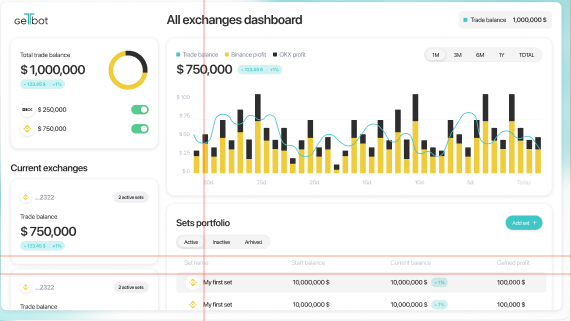 geTbot
All exchanges dashboard
Trade balance 1,000,000 $
Total trade balance
$ 1,000,000
+ 123.45 $ +1%
OKX $ 250,000
$ 750,000
Trade balance Binance profit OKX profit
1M 3M 6M 1Y TOTAL
$ 750,000
+ 123.45 $ +1%
$ 100
$ 75
$ 50
$ 25
$ 0
30d 25d 20d 15d 10d 5d Today
Current exchanges
...2322 2 active sets
Trade balance
$ 750,000
+ 123.45 $ +1%
...2322 2 active sets
Trade balance
Sets portfolio
Add set +
Active Inactive Arhived
Set name Start balance Current balance Gained profit
My first set 10,000,000 $ 10,000,000 $ + 1% 100,000 $
My first set 10,000,000 $ 10,000,000 $ + 1% 100,000 $